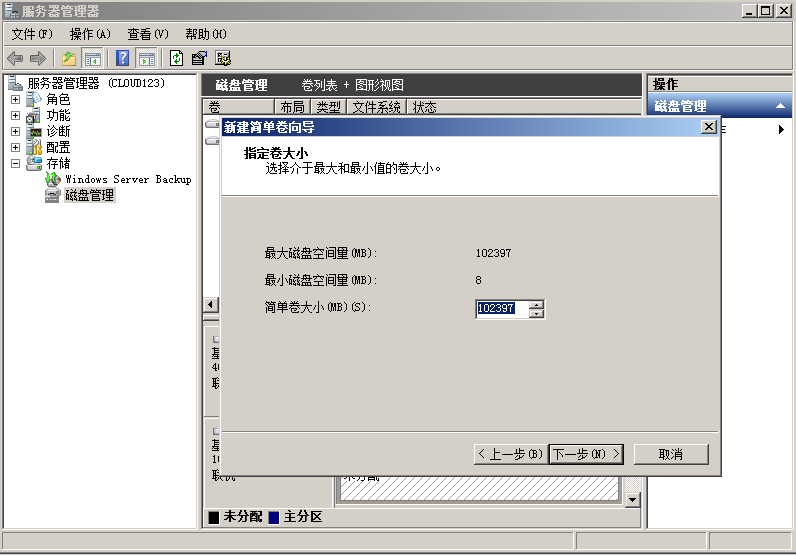 服务器管理器
文件(F) 操作(A) 查看(V) 帮助(H)
服务器管理器 (CLOUD123)
角色
功能
诊断
配置
存储
Windows Server Backup
磁盘管理
磁盘管理 卷列表 + 图形视图
卷 布局 类型 文件系统 状态
操作
磁盘管理
新建简单卷向导
指定卷大小
选择介于最大和最小值的卷大小。
最大磁盘空间量(MB): 102397
最小磁盘空间量(MB): 8
简单卷大小(MB)(S): 102397
< 上一步(B) 下一步(N) > 取消
基
联
基
联机
未分配
未分配 主分区